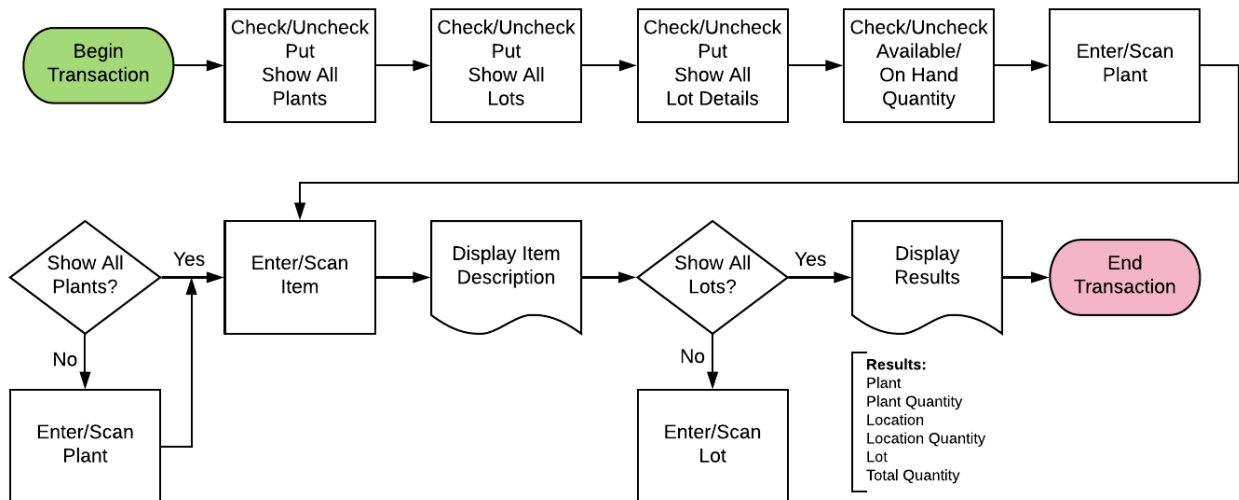 Begin
Transaction
Check/Uncheck
Put
Show All
Plants
Check/Uncheck
Put
Show All
Lots
Check/Uncheck
Put
Show All
Lot Details
Check/Uncheck
Available/
On Hand
Quantity
Enter/Scan
Plant
Show All
Plants?
Yes
No
Enter/Scan
Plant
Enter/Scan
Item
Display Item
Description
Show All
Lots?
Yes
No
Enter/Scan
Lot
Display
Results
End
Transaction
Results:
Plant
Plant Quantity
Location
Location Quantity
Lot
Total Quantity